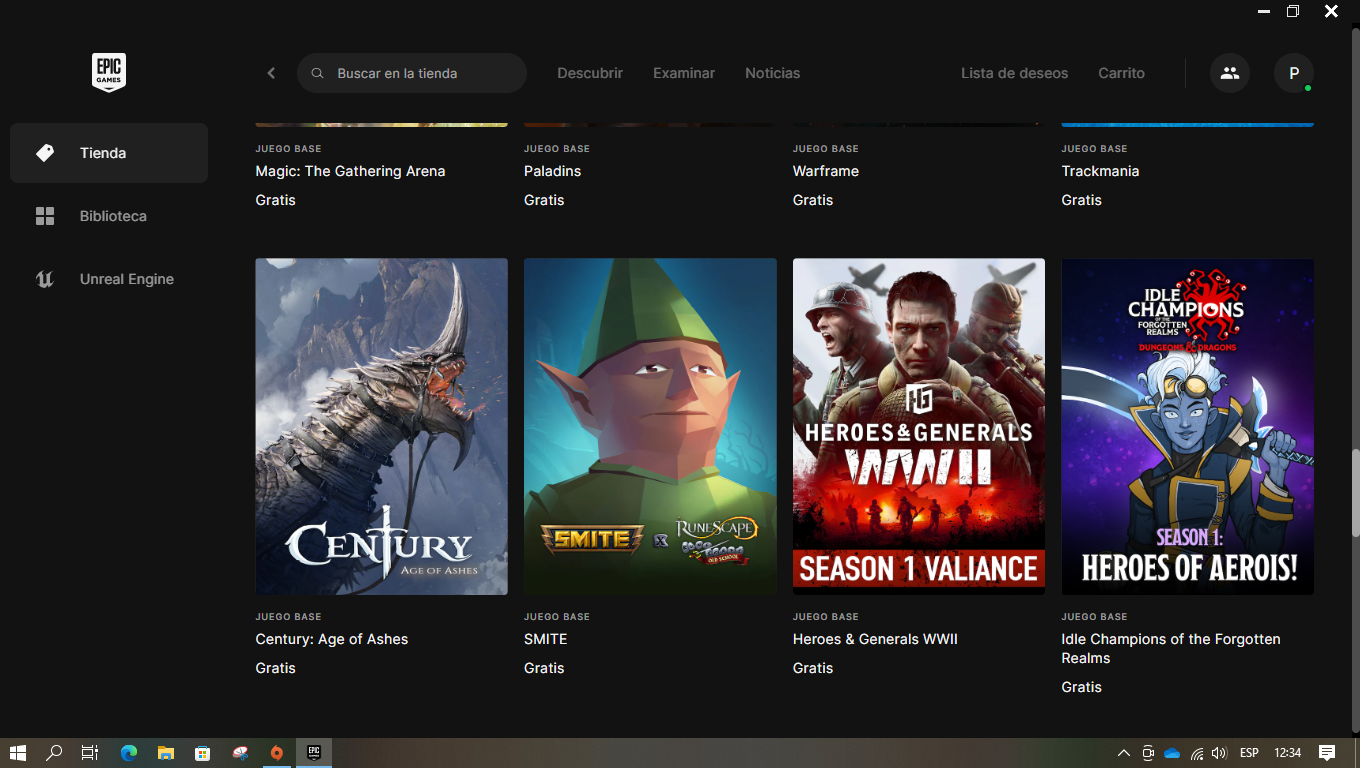 EPIC
GAMES
Buscar en la tienda
Descubrir
Examinar
Noticias
Lista de deseos
Carrito
P
Tienda
Biblioteca
Unreal Engine
JUEGO BASE
Magic: The Gathering Arena
Gratis
JUEGO BASE
Paladins
Gratis
JUEGO BASE
Warframe
Gratis
JUEGO BASE
Trackmania
Gratis
CENTURY
AGE OF ASHES
JUEGO BASE
Century: Age of Ashes
Gratis
SMITE X RUNESCAPE
OLD SCHOOL
JUEGO BASE
SMITE
Gratis
HG
HEROES & GENERALS
WWII
SEASON 1 VALIANCE
JUEGO BASE
Heroes & Generals WWII
Gratis
IDLE
CHAMPIONS
OF THE
FORGOTTEN
REALMS
DUNGEONS & DRAGONS
SEASON 1:
HEROES OF AEROIS!
JUEGO BASE
Idle Champions of the Forgotten
Realms
Gratis
EPIC
GAMES
ESP
12:34